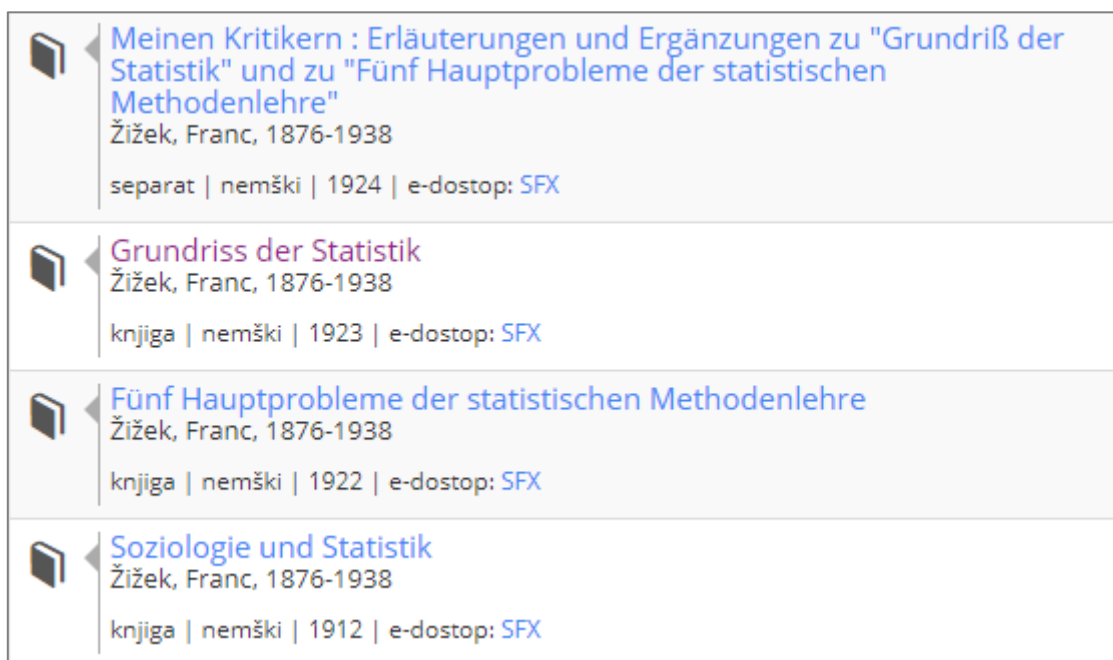 Meinen Kritikern : Erläuterungen und Ergänzungen zu "Grundriß der
Statistik" und zu "Fünf Hauptprobleme der statistischen
Methodenlehre"
Žižek, Franc, 1876-1938
separat | nemški | 1924 | e-dostop: SFX
Grundriss der Statistik
Žižek, Franc, 1876-1938
knjiga | nemški | 1923 | e-dostop: SFX
Fünf Hauptprobleme der statistischen Methodenlehre
Žižek, Franc, 1876-1938
knjiga | nemški | 1922 | e-dostop: SFX
Soziologie und Statistik
Žižek, Franc, 1876-1938
knjiga | nemški | 1912 | e-dostop: SFX